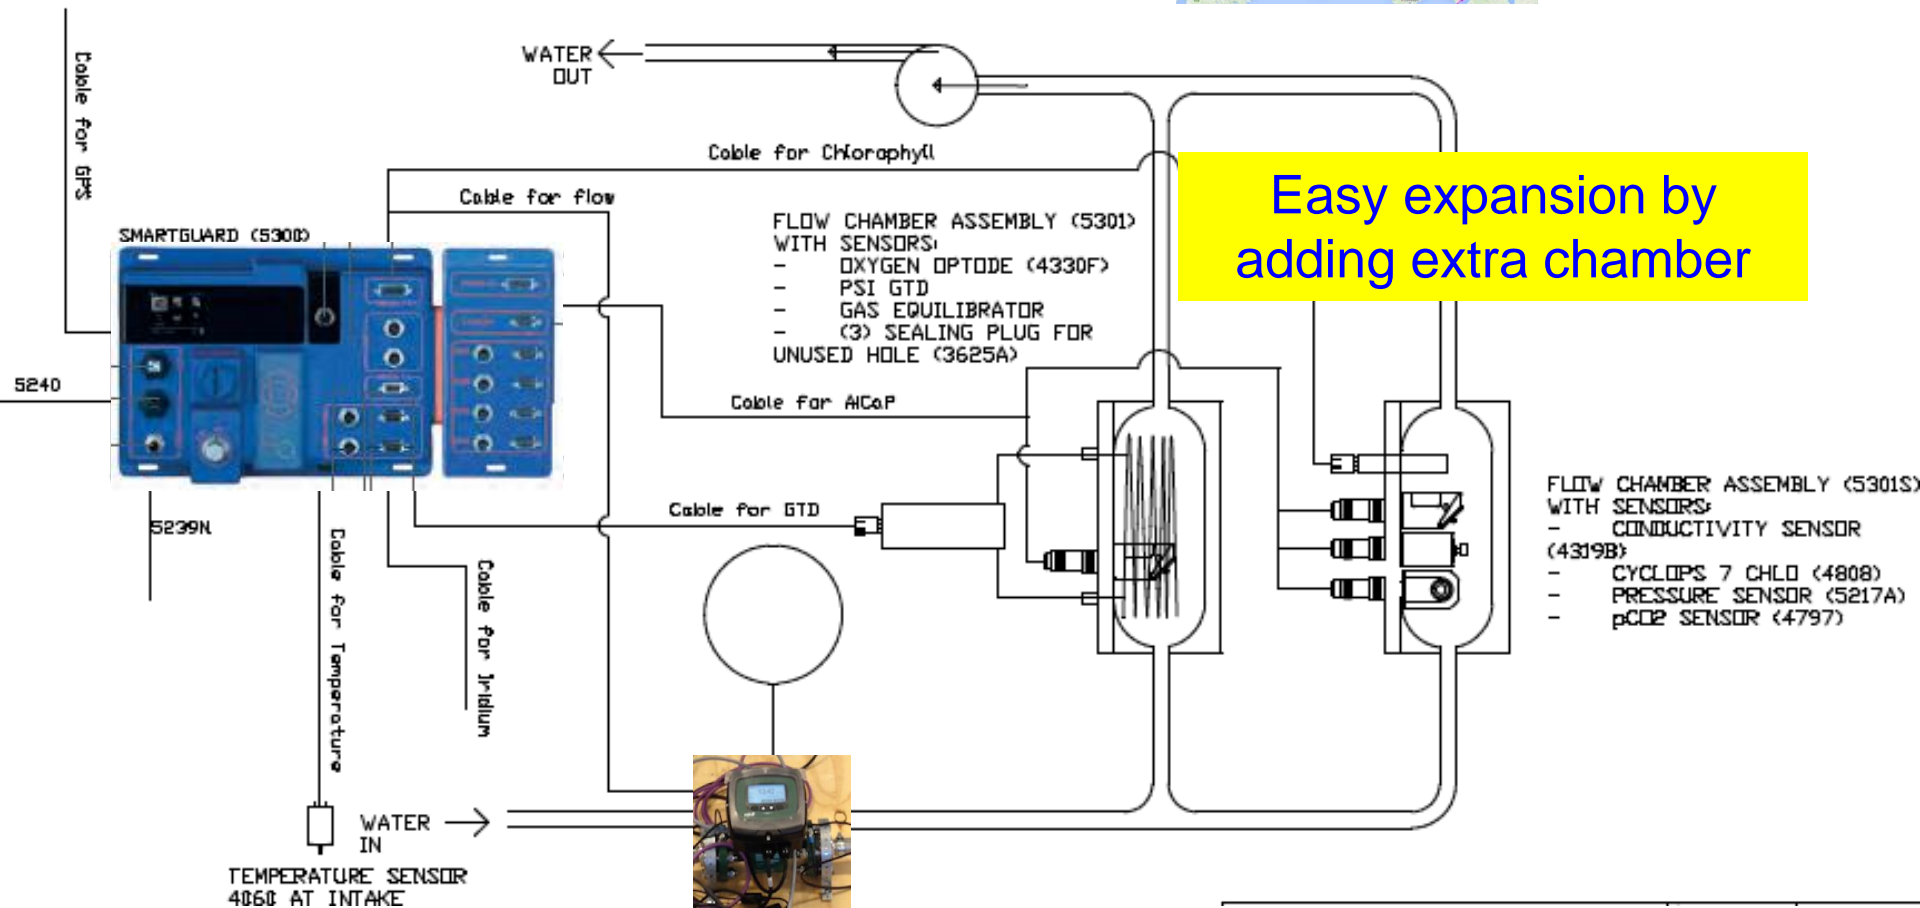 WATER
OUT
Cable for GPS
Cable for Chloraphyll
Cable for flow
Easy expansion by
adding extra chamber
SMARTGUARD (5300)
FLOW CHAMBER ASSEMBLY (5301)
WITH SENSORS:
- OXYGEN OPTODE (4330F)
- PSI GTD
- GAS EQUILIBRATOR
- (3) SEALING PLUG FOR
UNUSED HOLE (3625A)
5240
Cable for AiCaP
5239N
Cable for GTD
Cable for Temperature
Cable for Iridium
FLOW CHAMBER ASSEMBLY (5301S)
WITH SENSORS:
- CONDUCTIVITY SENSOR
(4319B)
- CYCLOPS 7 CHLO (4808)
- PRESSURE SENSOR (5217A)
- pCO2 SENSOR (4797)
WATER
IN
TEMPERATURE SENSOR
4060 AT INTAKE